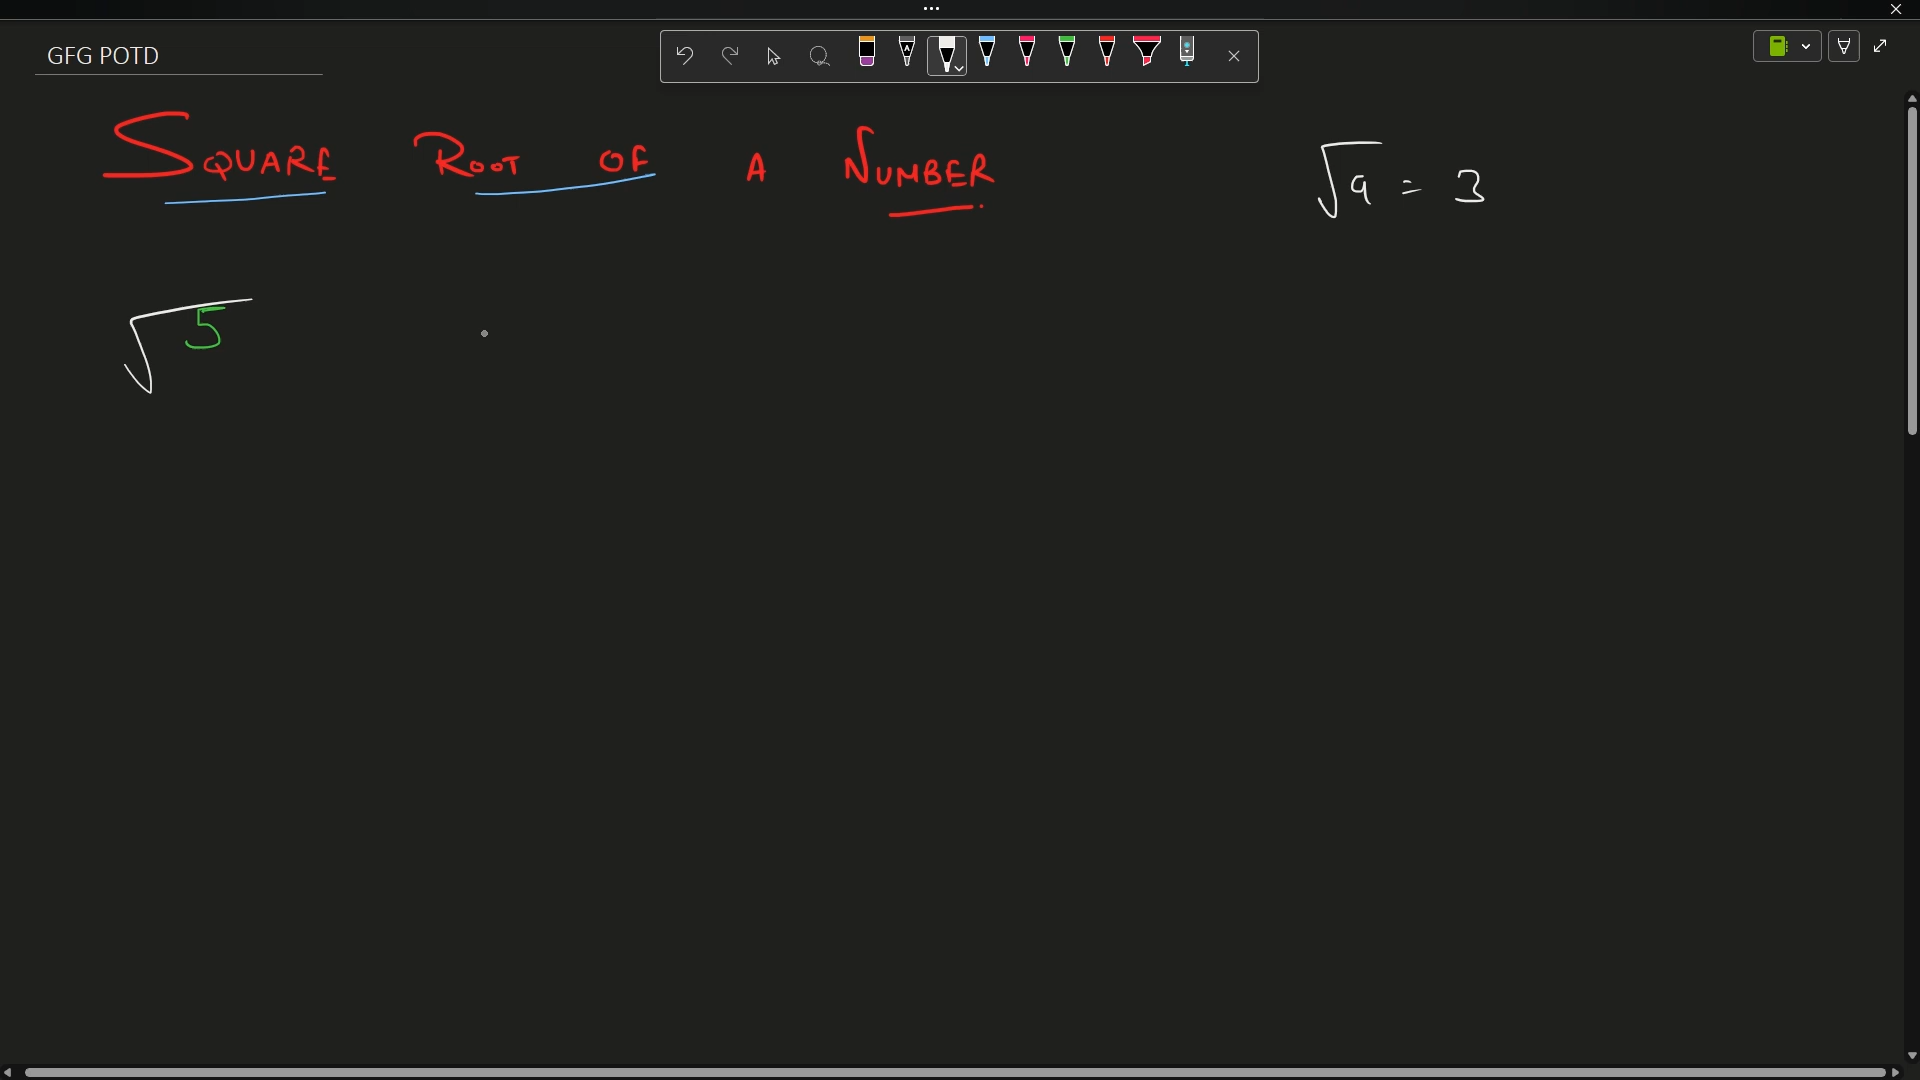 GFG POTD
SQUARE ROOT OF A NUMBER
√9 = 3
√5